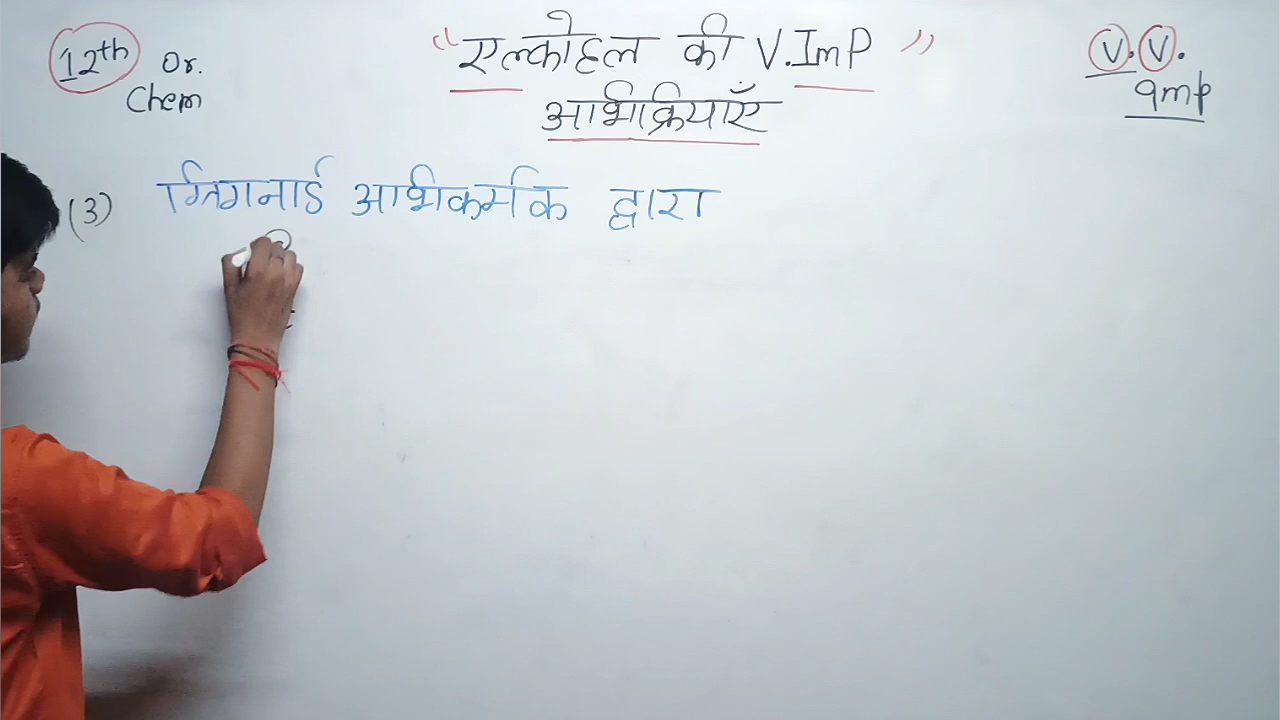 12th Or.
Chem
"एल्कोहल की V.Imp
अभिक्रियाएँ"
V.V.
Imp
(3) ग्रिगनार्ड अभिकर्मक द्वारा